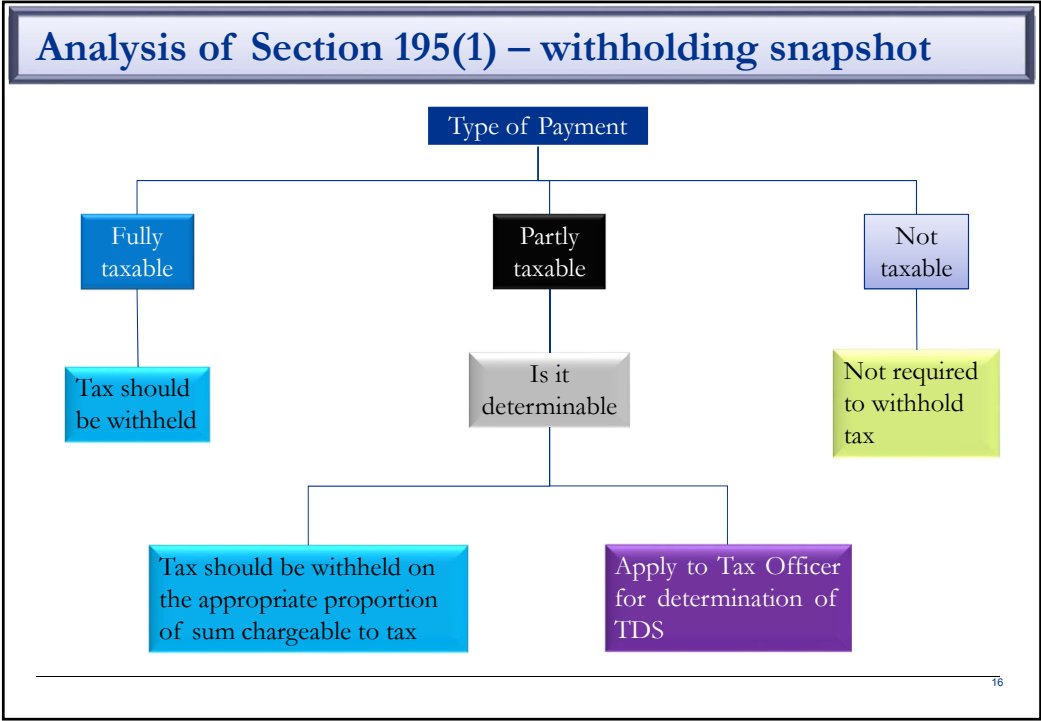 Analysis of Section 195(1) – withholding snapshot
Type of Payment
Fully
taxable
Partly
taxable
Not
taxable
Tax should
be withheld
Is it
determinable
Not required
to withhold
tax
Tax should be withheld on
the appropriate proportion
of sum chargeable to tax
Apply to Tax Officer
for determination of
TDS
16